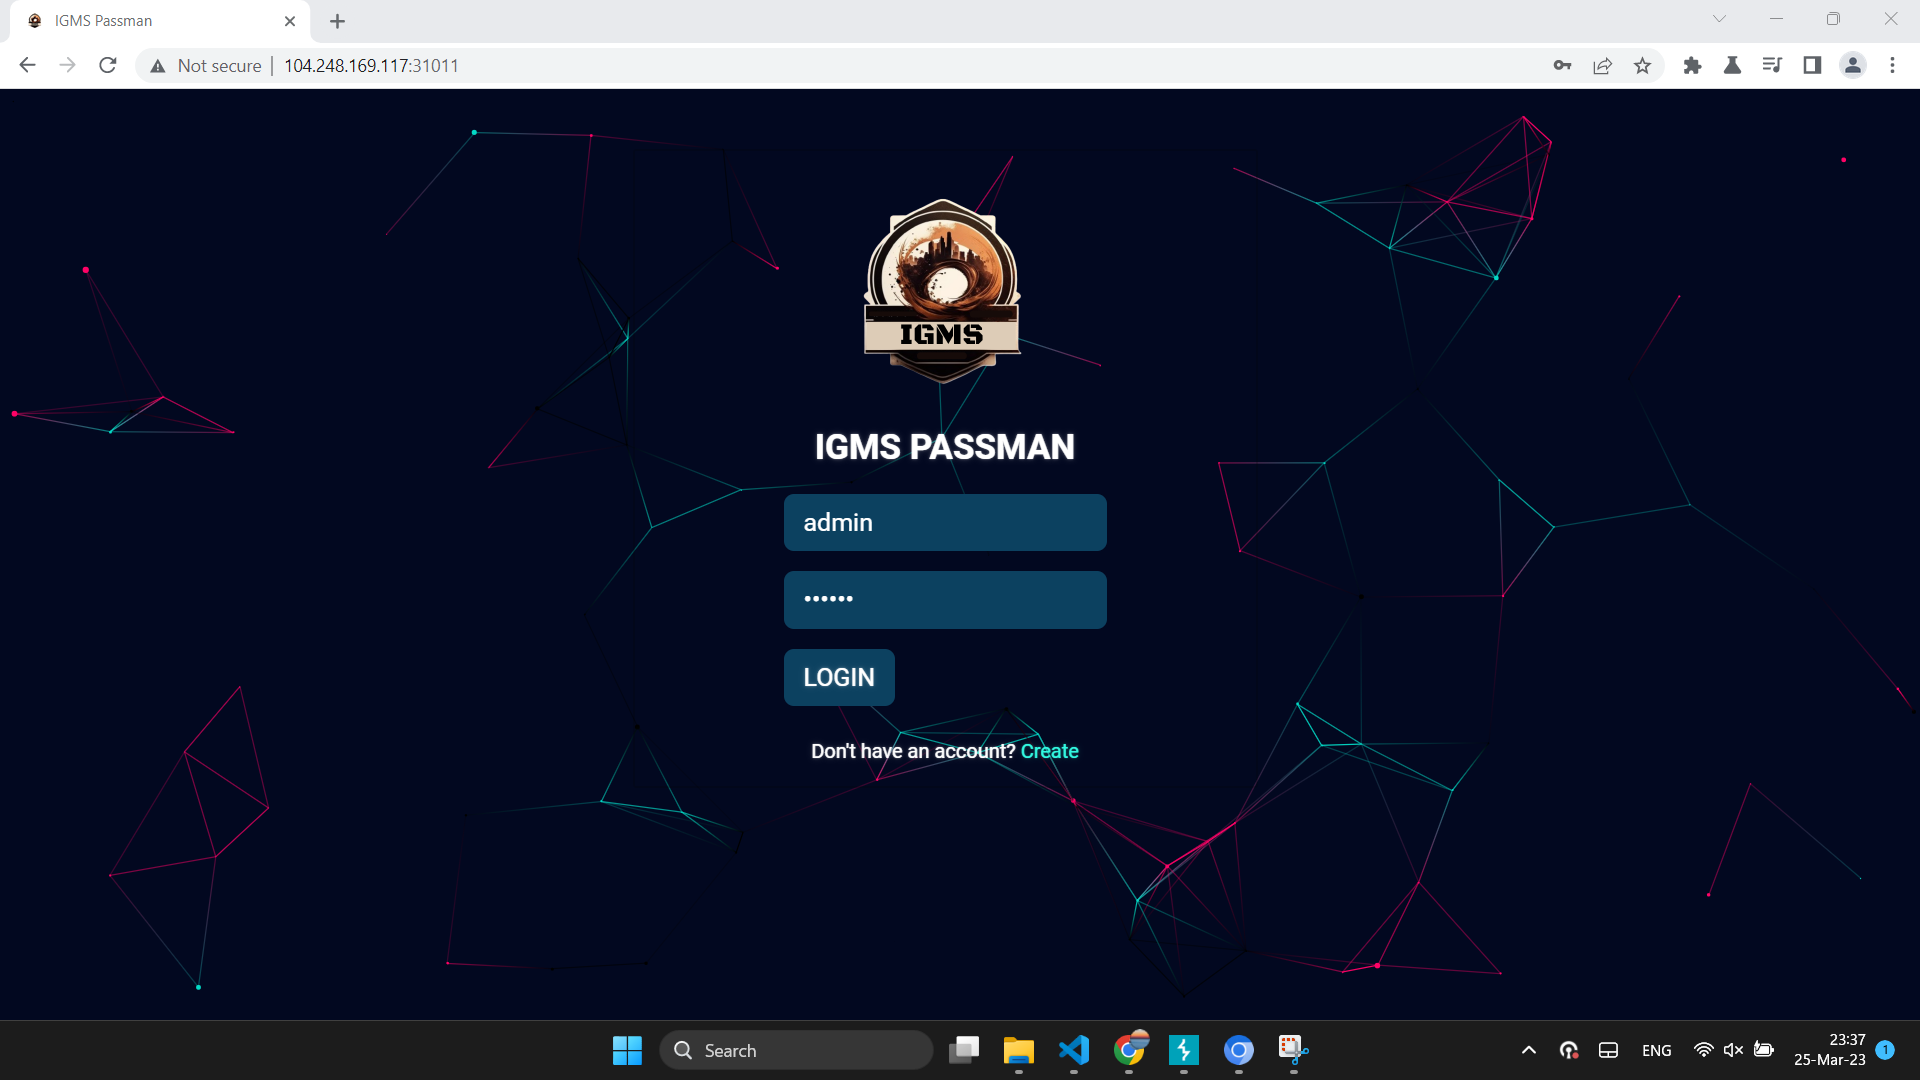 IGMS Passman
Not secure
104.248.169.117:31011
IGMS
IGMS PASSMAN
admin
••••••
LOGIN
Don't have an account? Create
Search
ENG
23:37
25-Mar-23
1